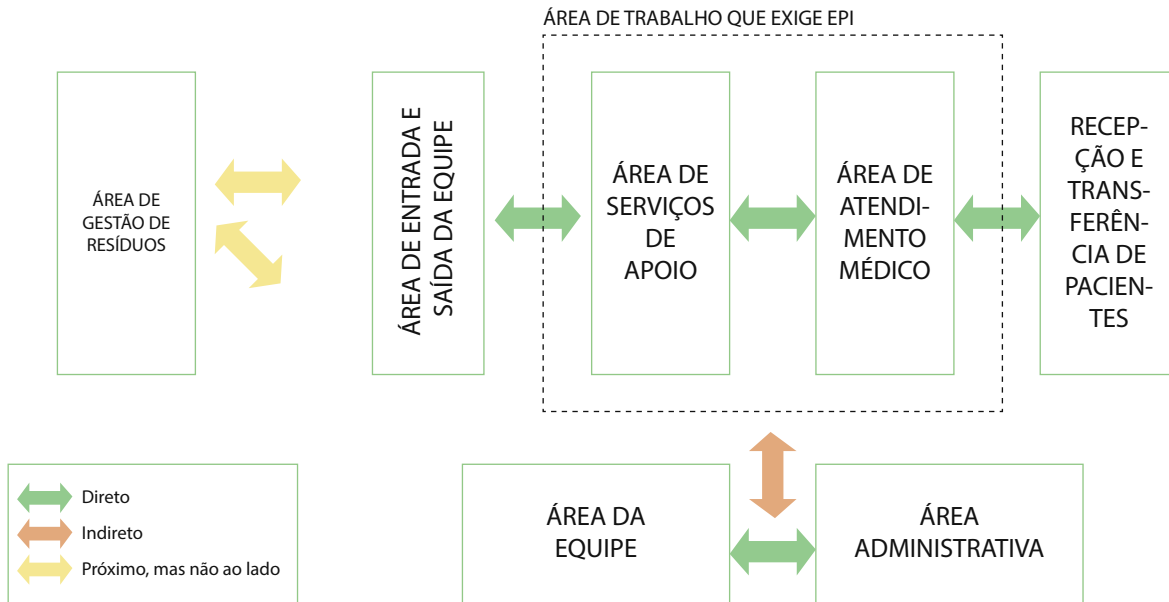 ÁREA DE TRABALHO QUE EXIGE EPI
ÁREA DE
GESTÃO DE
RESÍDUOS
ÁREA DE ENTRADA E
SAÍDA DA EQUIPE
ÁREA DE
SERVIÇOS
DE
APOIO
ÁREA DE
ATENDI-
MENTO
MÉDICO
RECEP-
ÇÃO E
TRANS-
FERÊN-
CIA DE
PACIEN-
TES
Direto
Indireto
Próximo, mas não ao lado
ÁREA DA
EQUIPE
ÁREA
ADMINISTRATIVA